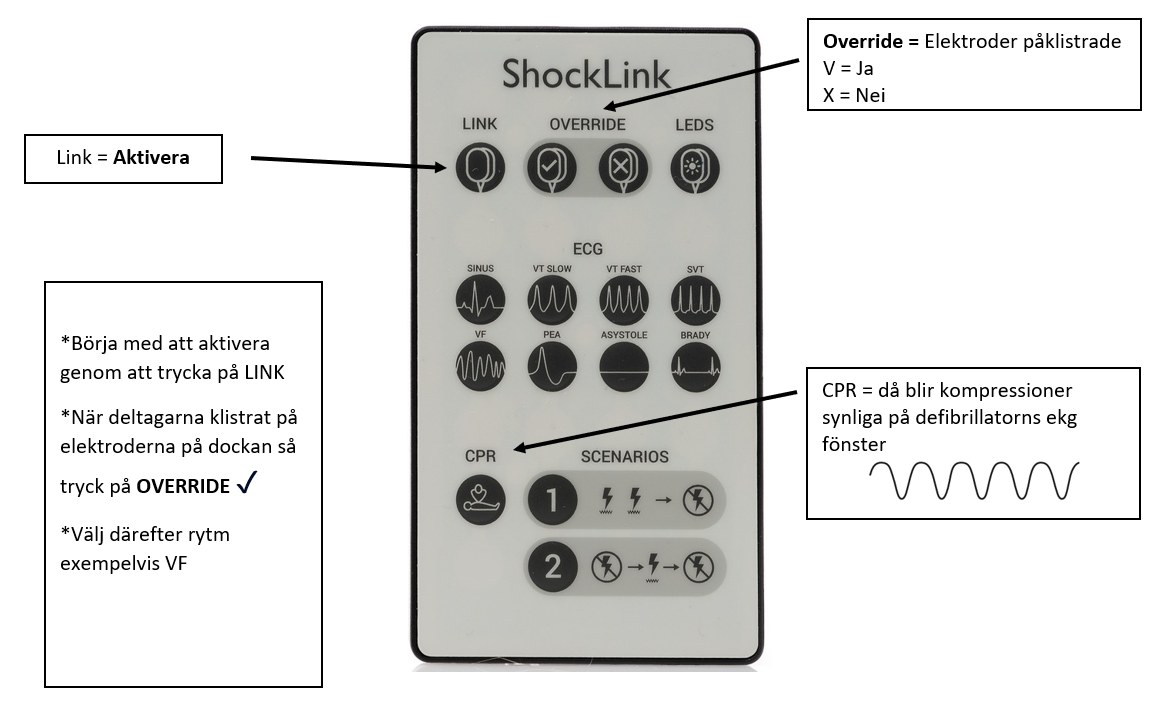 ShockLink
Override = Elektroder påklistrade
V = Ja
X = Nei
LINK OVERRIDE LEDS
Link = Aktivera
ECG
SINUS VT SLOW VT FAST SVT
VF PEA ASYSTOLE BRADY
*Börja med att aktivera
genom att trycka på LINK
*När deltagarna klistrat på
elektroderna på dockan så
tryck på OVERRIDE ✓
*Välj därefter rytm
exempelvis VF
CPR = då blir kompressioner
synliga på defibrillatorns ekg
fönster
CPR SCENARIOS
1
2